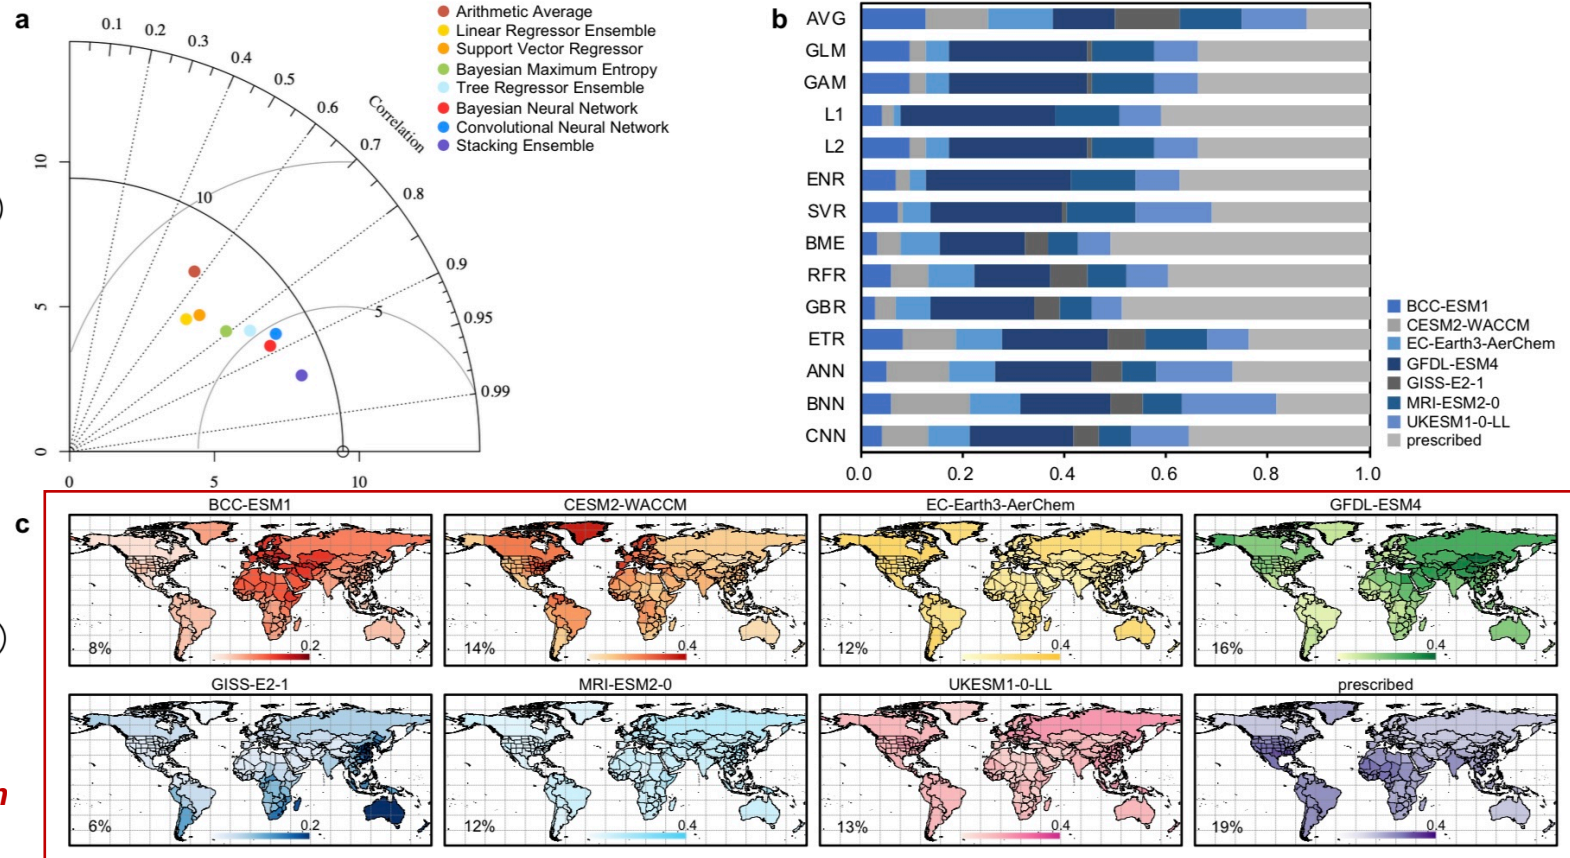 a
0.1
0.2
0.3
0.4
0.5
0.6
Correlation
0.7
0.8
0.9
0.95
0.99
10
5
10
5
0
0
5
10
Arithmetic Average
Linear Regressor Ensemble
Support Vector Regressor
Bayesian Maximum Entropy
Tree Regressor Ensemble
Bayesian Neural Network
Convolutional Neural Network
Stacking Ensemble
b
AVG
GLM
GAM
L1
L2
ENR
SVR
BME
RFR
GBR
ETR
ANN
BNN
CNN
0.0 0.2 0.4 0.6 0.8 1.0
BCC-ESM1
CESM2-WACCM
EC-Earth3-AerChem
GFDL-ESM4
GISS-E2-1
MRI-ESM2-0
UKESM1-0-LL
prescribed
c
BCC-ESM1
8%
0.2
CESM2-WACCM
14%
0.4
EC-Earth3-AerChem
12%
0.4
GFDL-ESM4
16%
0.4
GISS-E2-1
6%
0.2
MRI-ESM2-0
12%
0.4
UKESM1-0-LL
13%
0.4
prescribed
19%
0.4